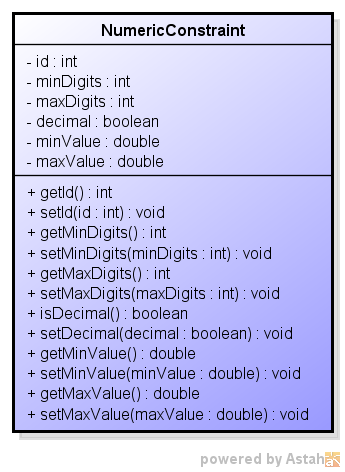 NumericConstraint
- id : int
- minDigits : int
- maxDigits : int
- decimal : boolean
- minValue : double
- maxValue : double
+ getId() : int
+ setId(id : int) : void
+ getMinDigits() : int
+ setMinDigits(minDigits : int) : void
+ getMaxDigits() : int
+ setMaxDigits(maxDigits : int) : void
+ isDecimal() : boolean
+ setDecimal(decimal : boolean) : void
+ getMinValue() : double
+ setMinValue(minValue : double) : void
+ getMaxValue() : double
+ setMaxValue(maxValue : double) : void
powered by Astah